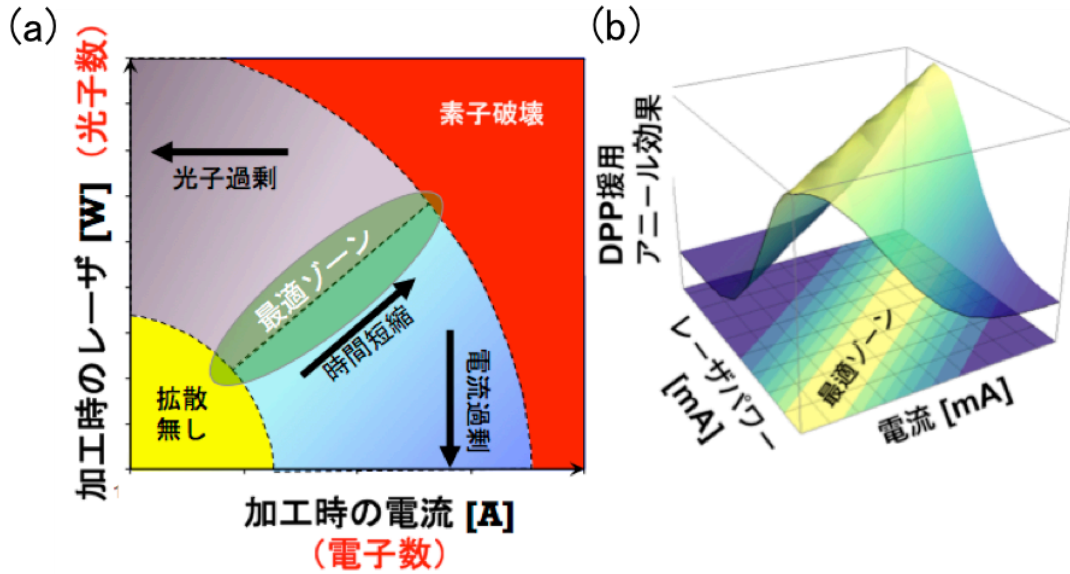 (a)
加工時のレーザ [W]
(光子数)
素子破壊
光子過剰
最適ゾーン
時間短縮
電流過剰
拡散
無し
加工時の電流 [A]
(電子数)
(b)
DPP援用
アニール効果
レーザパワー
[mA]
最適ゾーン
電流 [mA]